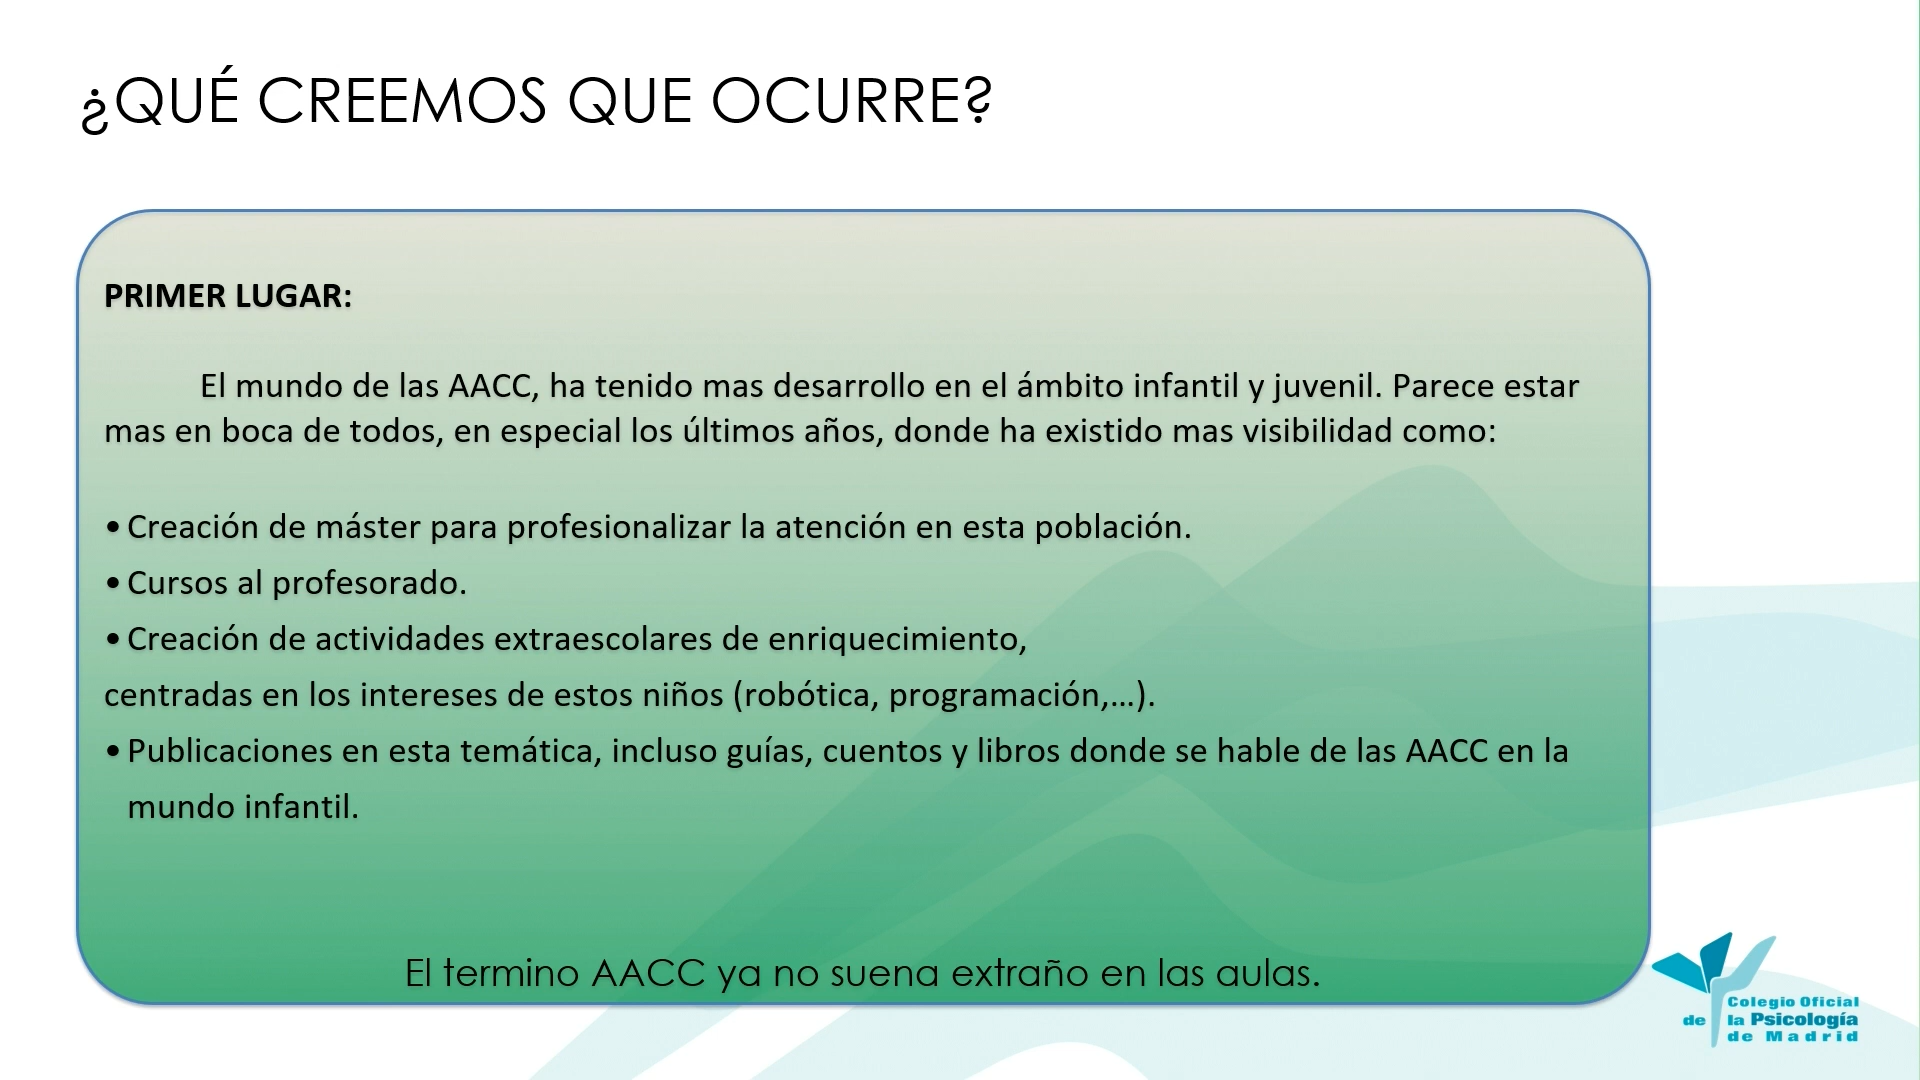 ¿QUÉ CREEMOS QUE OCURRE?
PRIMER LUGAR:
El mundo de las AACC, ha tenido mas desarrollo en el ámbito infantil y juvenil. Parece estar
mas en boca de todos, en especial los últimos años, donde ha existido mas visibilidad como:
• Creación de máster para profesionalizar la atención en esta población.
• Cursos al profesorado.
• Creación de actividades extraescolares de enriquecimiento,
centradas en los intereses de estos niños (robótica, programación,...).
• Publicaciones en esta temática, incluso guías, cuentos y libros donde se hable de las AACC en la
mundo infantil.
El termino AACC ya no suena extraño en las aulas.
Colegio Oficial
de la Psicología
de Madrid